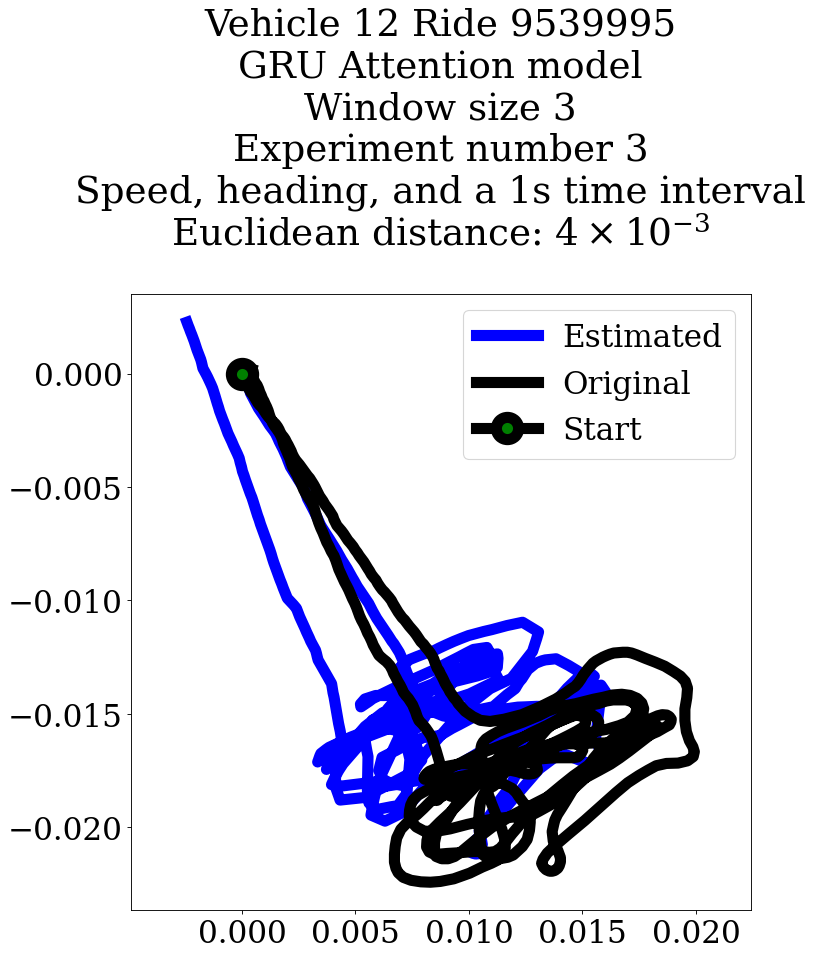 Vehicle 12 Ride 9539995
GRU Attention model
Window size 3
Experiment number 3
Speed, heading, and a 1s time interval
Euclidean distance: 4 × 10⁻³
Estimated
Original
Start
0.000
−0.005
−0.010
−0.015
−0.020
0.000 0.005 0.010 0.015 0.020